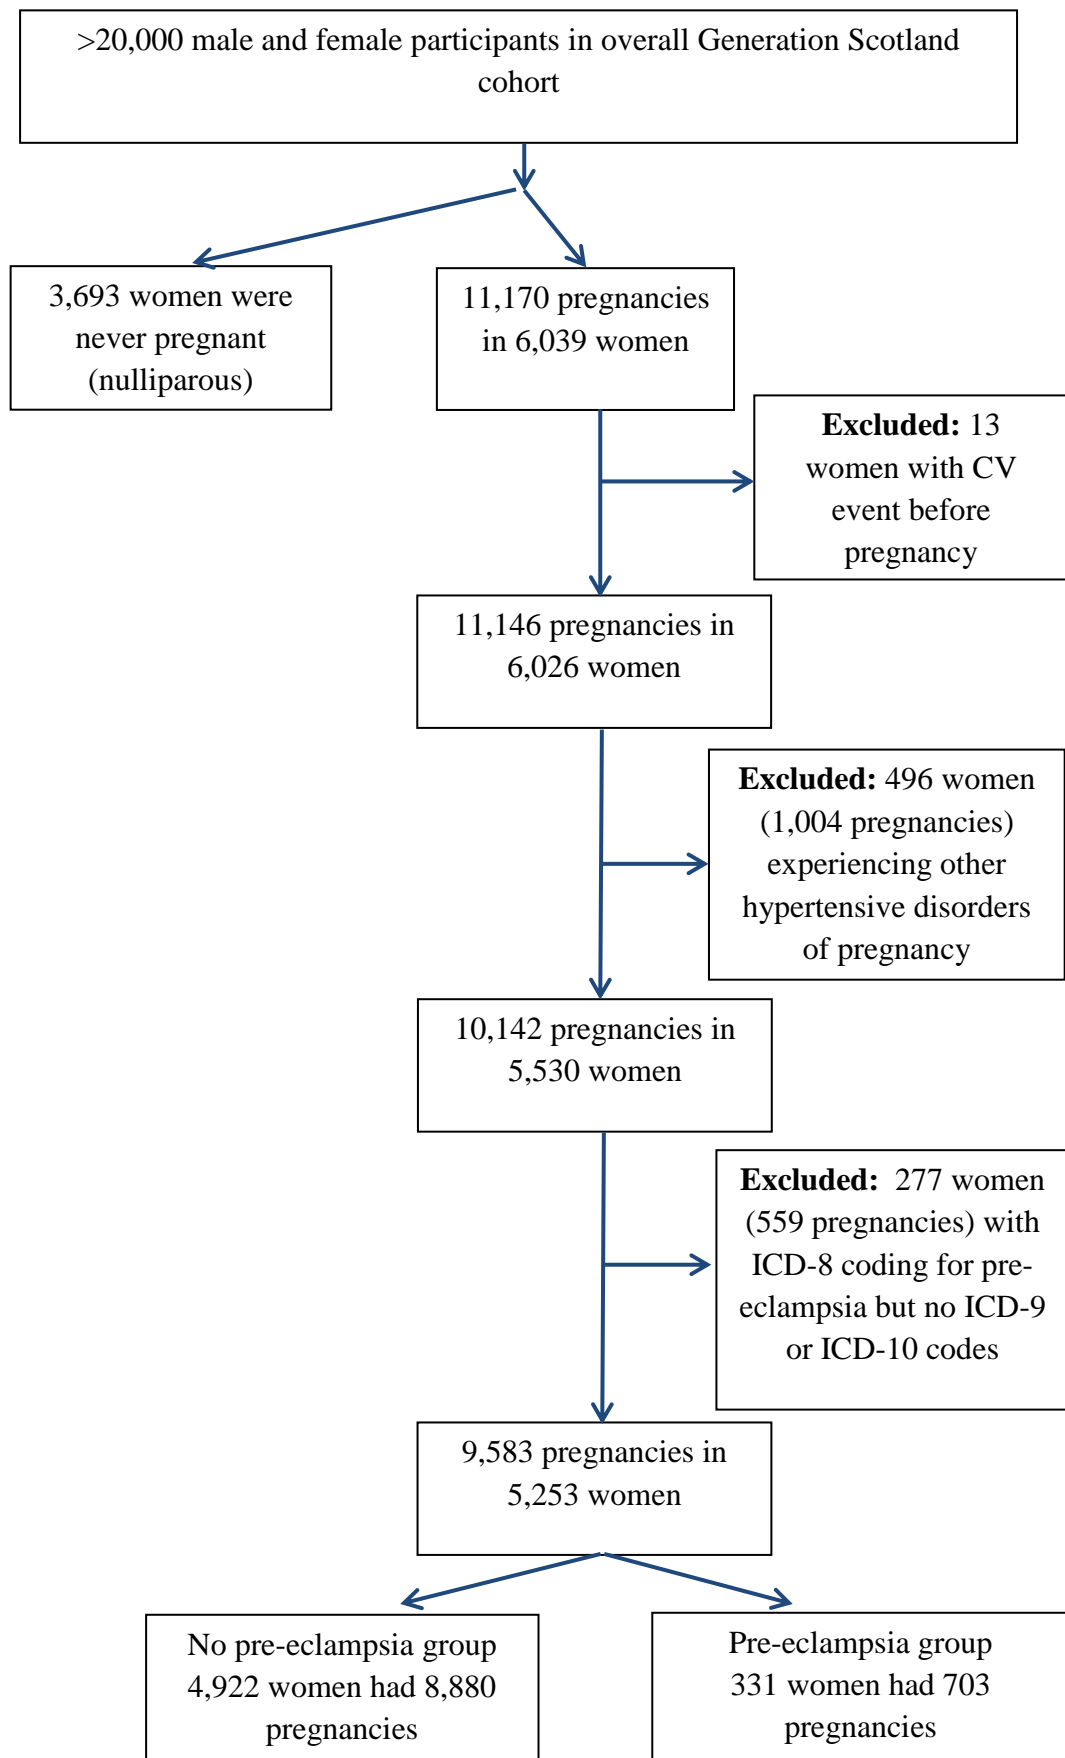 >20,000 male and female participants in overall Generation Scotland
cohort
3,693 women were
never pregnant
(nulliparous)
11,170 pregnancies
in 6,039 women
Excluded: 13
women with CV
event before
pregnancy
11,146 pregnancies in
6,026 women
Excluded: 496 women
(1,004 pregnancies)
experiencing other
hypertensive disorders
of pregnancy
10,142 pregnancies in
5,530 women
Excluded:  277 women
(559 pregnancies) with
ICD-8 coding for pre-
eclampsia but no ICD-9
or ICD-10 codes
9,583 pregnancies in
5,253 women
No pre-eclampsia group
4,922 women had 8,880
pregnancies
Pre-eclampsia group
331 women had 703
pregnancies